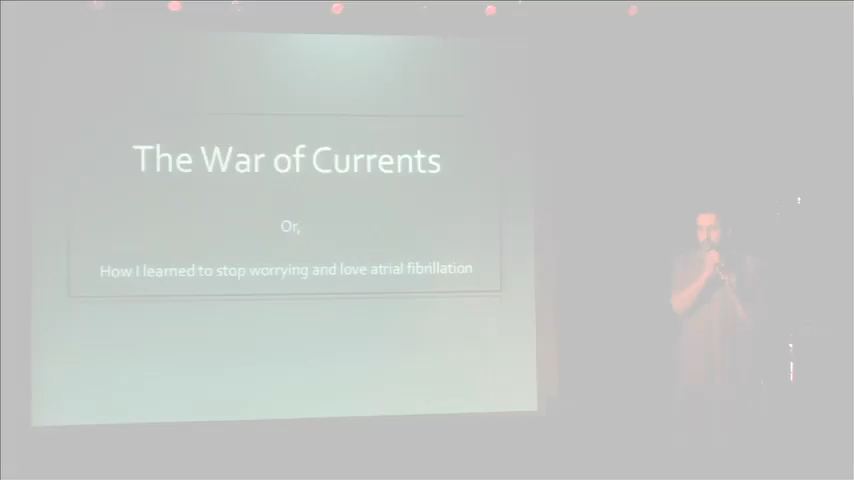 The War of Currents
Or,
How I learned to stop worrying and love atrial fibrillation